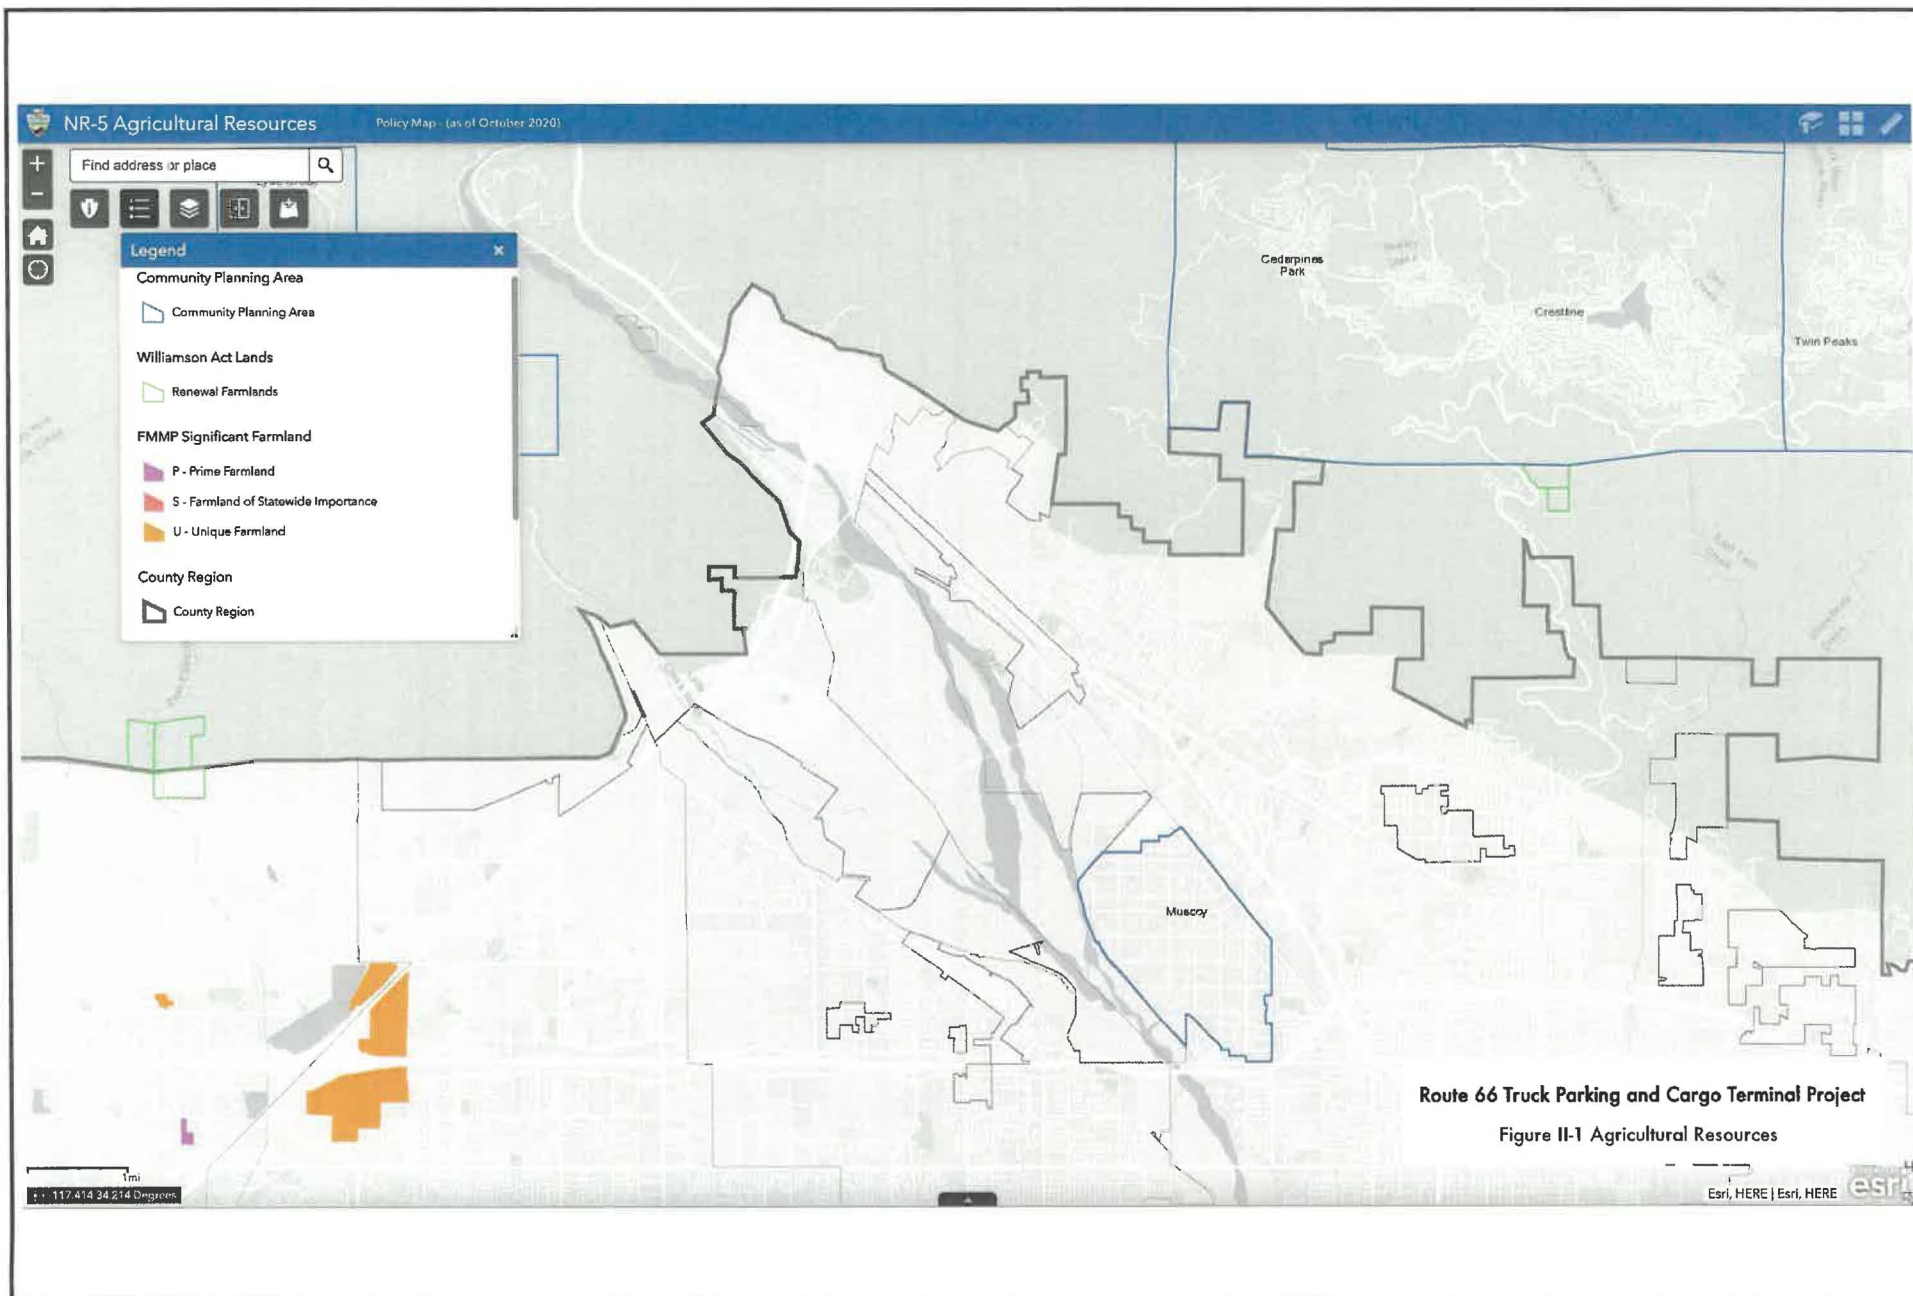 NR-5 Agricultural Resources
Policy Map - (as of October 2020)
+
Find address or place
−
Legend
×
Community Planning Area
Community Planning Area
Williamson Act Lands
Renewal Farmlands
FMMP Significant Farmland
P - Prime Farmland
S - Farmland of Statewide Importance
U - Unique Farmland
County Region
County Region
Cedarpines
Park
Crestline
Twin Peaks
Muscoy
Route 66 Truck Parking and Cargo Terminal Project
Figure II-1 Agricultural Resources
1mi
117.414 34.214 Degrees
Esri, HERE | Esri, HERE
esri